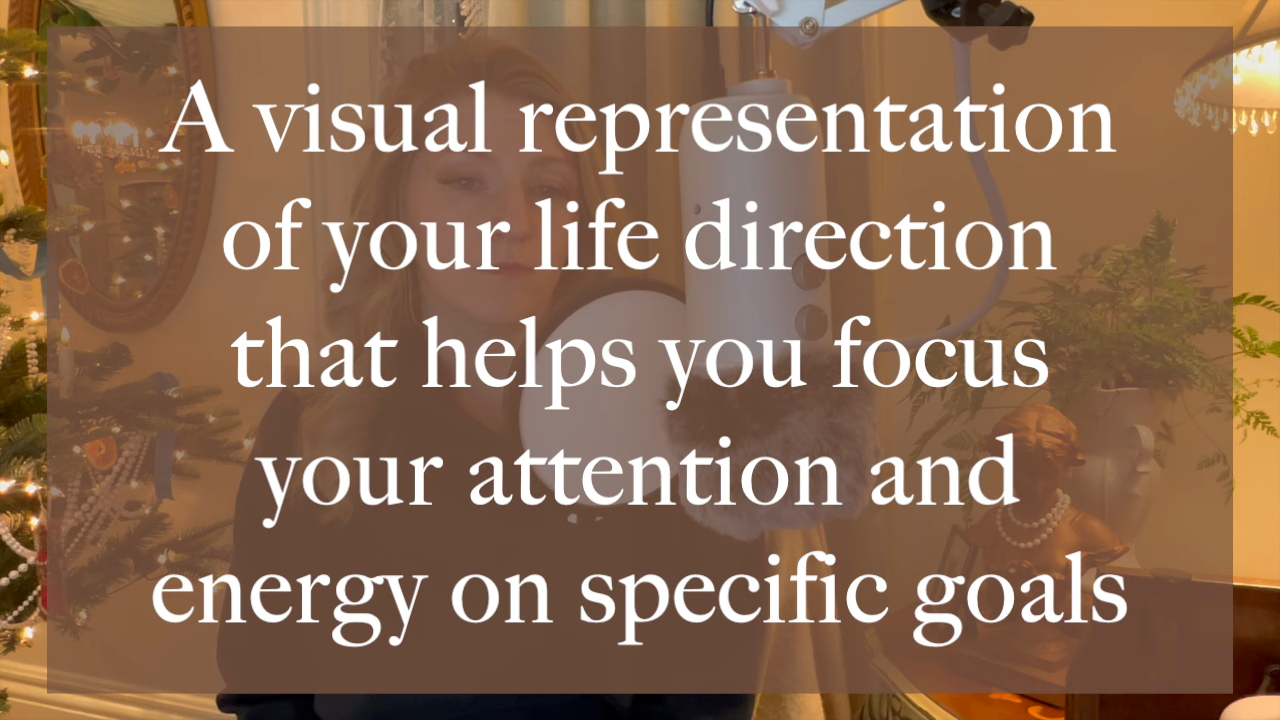 A visual representation
of your life direction
that helps you focus
your attention and
energy on specific goals